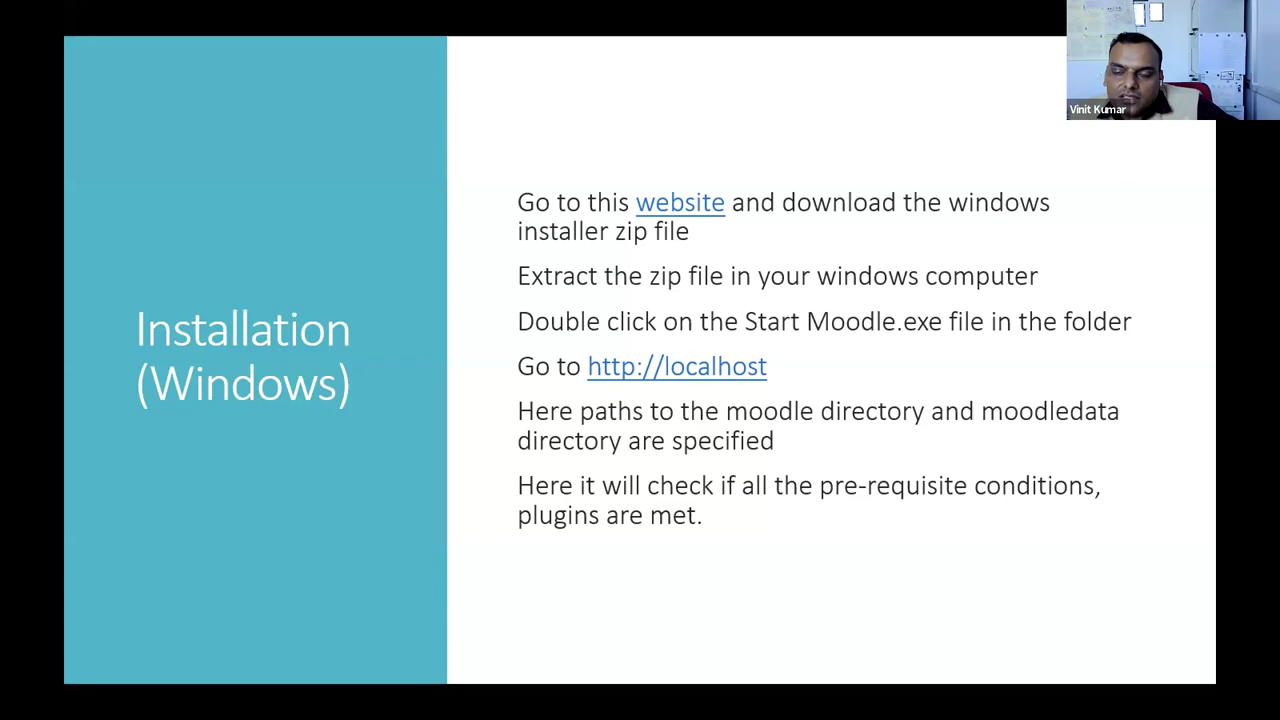 Vinit Kumar
Installation
(Windows)
Go to this website and download the windows
installer zip file
Extract the zip file in your windows computer
Double click on the Start Moodle.exe file in the folder
Go to http://localhost
Here paths to the moodle directory and moodledata
directory are specified
Here it will check if all the pre-requisite conditions,
plugins are met.